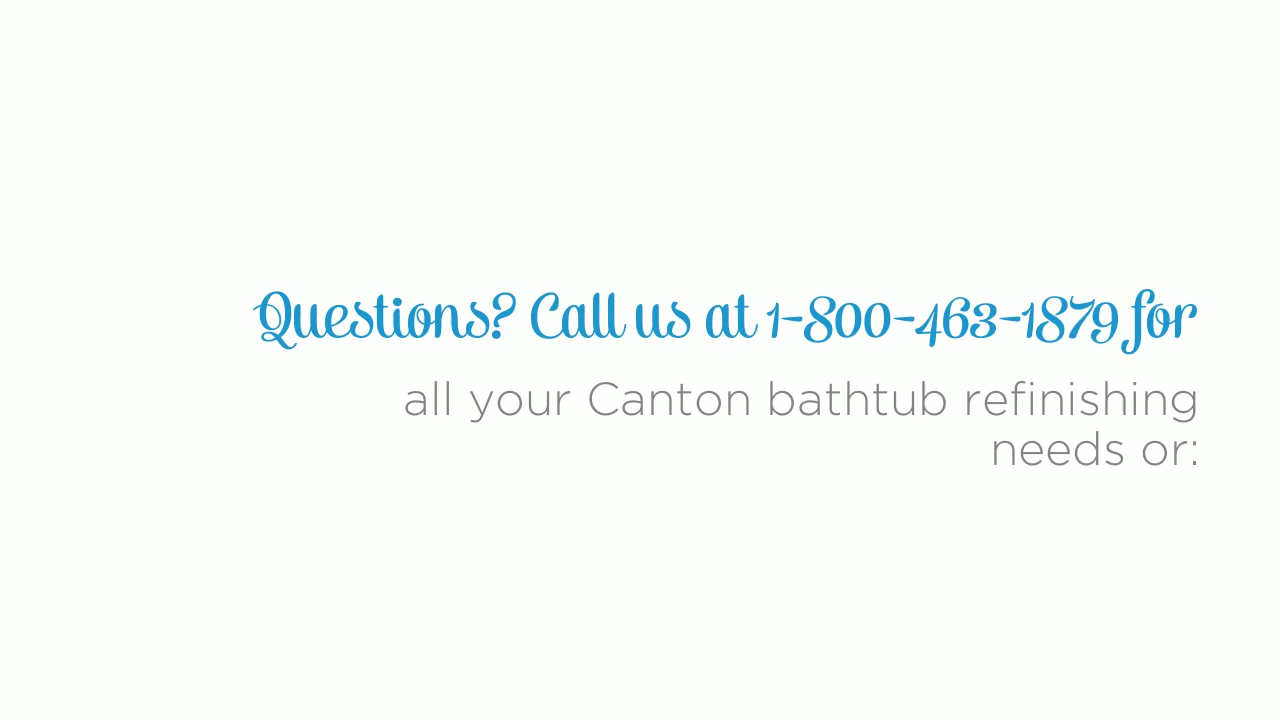 Questions? Call us at 1-800-463-1879 for
all your Canton bathtub refinishing
needs or: